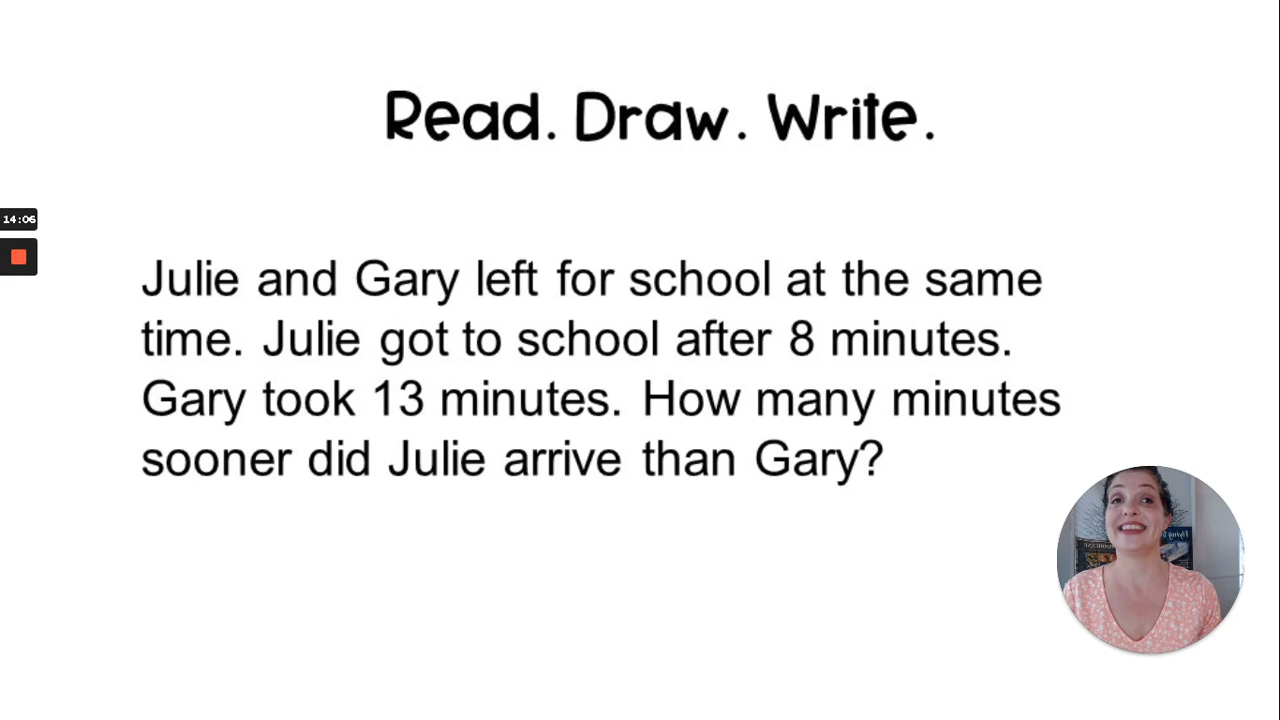 Read. Draw. Write.
14:06
Julie and Gary left for school at the same
time. Julie got to school after 8 minutes.
Gary took 13 minutes. How many minutes
sooner did Julie arrive than Gary?